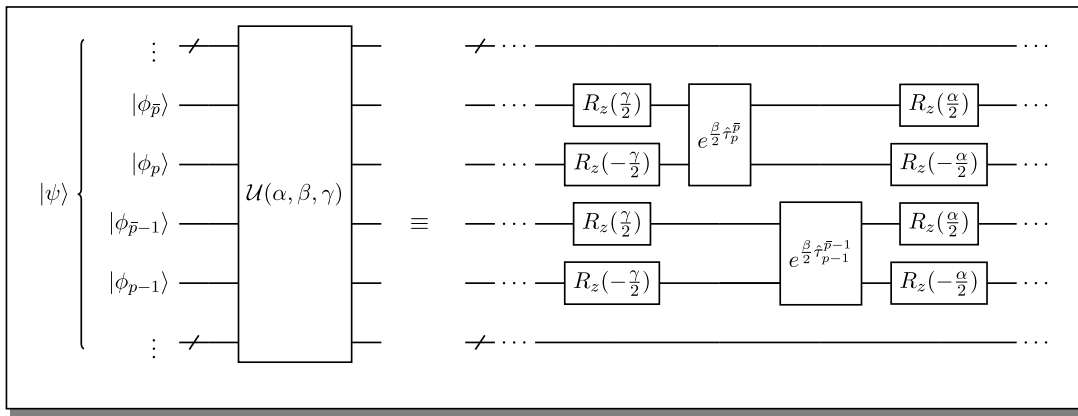 ⋮ ⋯ ⋯
|ϕ_p̄⟩ R_z(γ/2) e^{β/2 τ̂_p^p̄} R_z(α/2)
|ϕ_p⟩ R_z(−γ/2) R_z(−α/2)
|ψ⟩ { U(α, β, γ) ≡
|ϕ_{p̄−1}⟩ R_z(γ/2) e^{β/2 τ̂_{p−1}^{p̄−1}} R_z(α/2)
|ϕ_{p−1}⟩ R_z(−γ/2) R_z(−α/2)
⋮ ⋯ ⋯